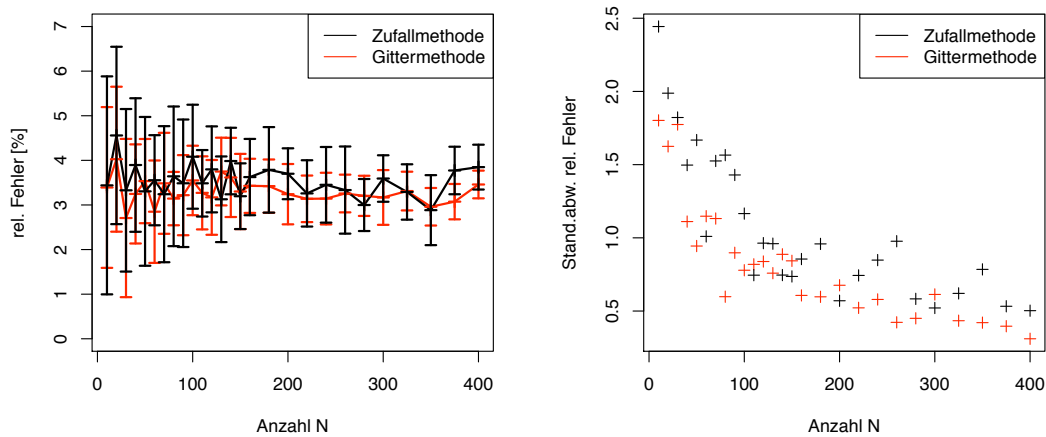 rel. Fehler [%]
7
6
5
4
3
2
1
0
0
100
200
300
400
Anzahl N
Zufallmethode
Gittermethode
Stand.abw. rel. Fehler
2.5
2.0
1.5
1.0
0.5
0
100
200
300
400
Anzahl N
Zufallmethode
Gittermethode